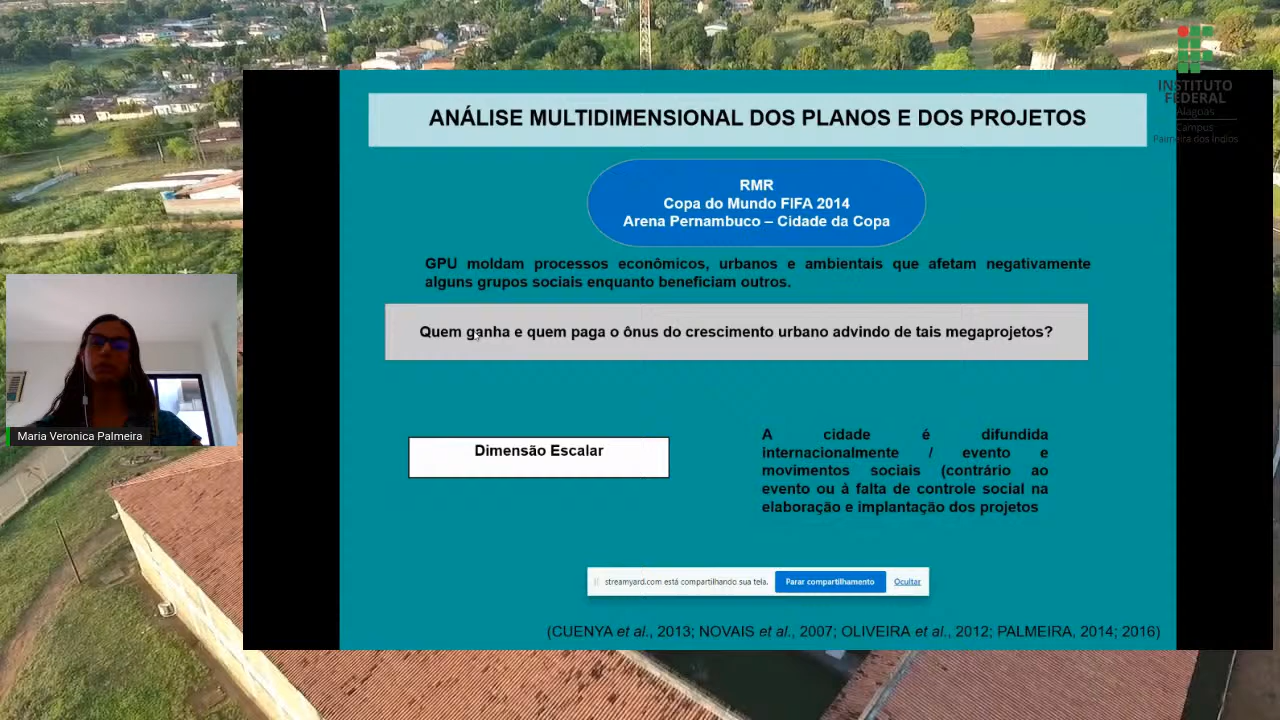 INSTITUTO
FEDERAL
Alagoas
Campus
Palmeira dos Índios
ANÁLISE MULTIDIMENSIONAL DOS PLANOS E DOS PROJETOS
RMR
Copa do Mundo FIFA 2014
Arena Pernambuco – Cidade da Copa
GPU moldam processos econômicos, urbanos e ambientais que afetam negativamente
alguns grupos sociais enquanto beneficiam outros.
Quem ganha e quem paga o ônus do crescimento urbano advindo de tais megaprojetos?
Maria Veronica Palmeira
Dimensão Escalar
A cidade é difundida
internacionalmente / evento e
movimentos sociais (contrário ao
evento ou á falta de controle social na
elaboração e implantação dos projetos
streamyard.com está compartilhando sua tela.
Parar compartilhamento
Ocultar
(CUENYA et al., 2013; NOVAIS et al., 2007; OLIVEIRA et al., 2012; PALMEIRA, 2014; 2016)